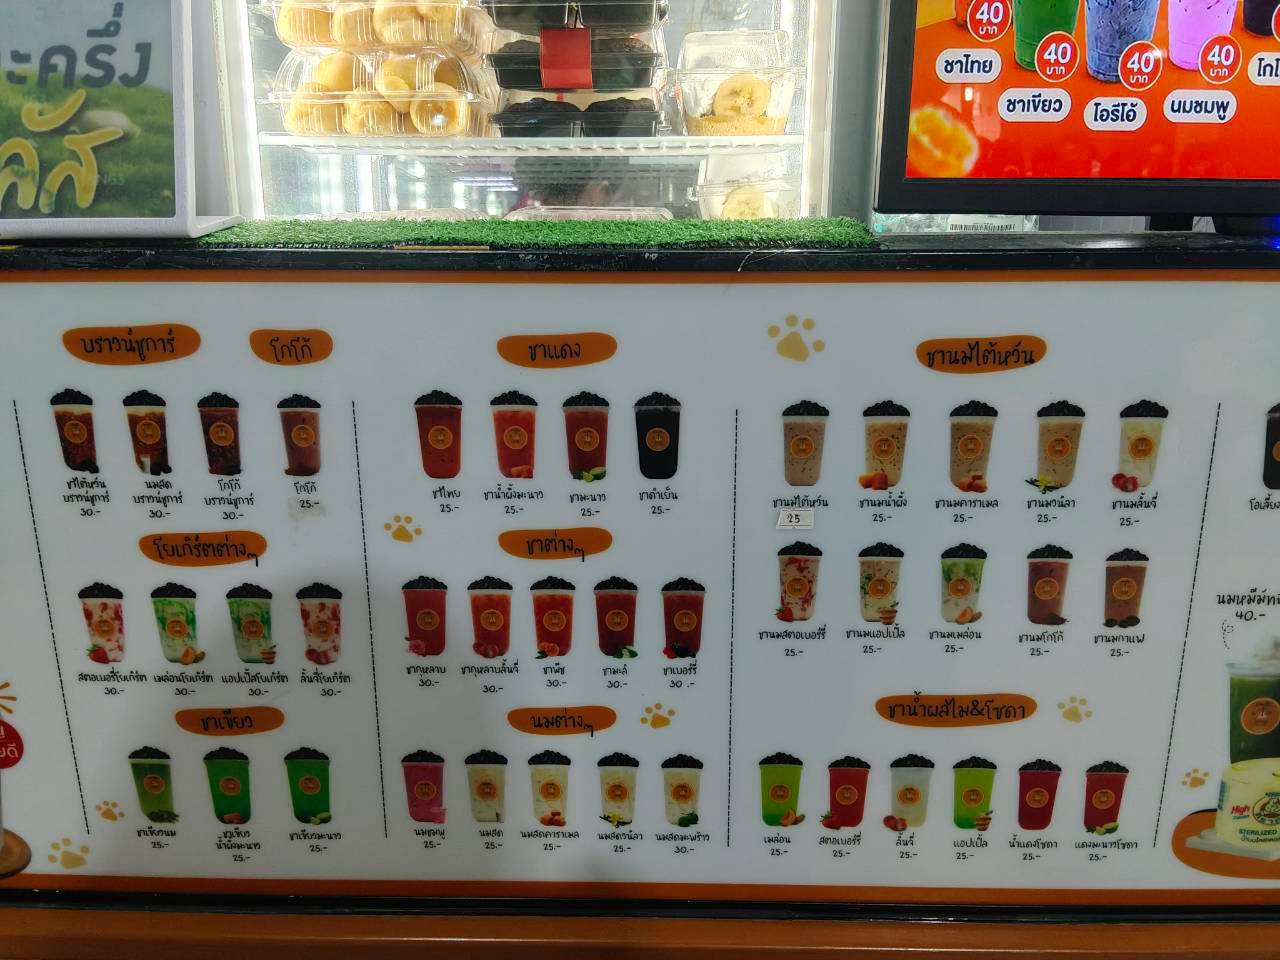 ะครึ่ง
ลัส
40
บาท
40
บาท
40
บาท
40
บาท
ชาไทย
ชาเขียว
โอรีโอ้
นมชมพู
บราวน์ชูการ์
โกโก้
ชาไต้หวัน
บราวน์ชูการ์
30.-
นมสด
บราวน์ชูการ์
30.-
โกโก้
บราวน์ชูการ์
30.-
โกโก้
25.-
โยเกิร์ตต่างๆ
สตอเบอรี่โยเกิร์ต
30.-
เมล่อนโยเกิร์ต
30.-
แอปเปิ้ลโยเกิร์ต
30.-
ลิ้นจี่โยเกิร์ต
30.-
ชาเขียว
ชาเขียวนม
25.-
ชาเขียว
น้ำผึ้งมะนาว
25.-
ชาเขียวมะนาว
25.-
ชาแดง
ชาไทย
25.-
ชาน้ำผึ้งมะนาว
25.-
ชามะนาว
25.-
ชาดำเย็น
25.-
ชาต่างๆ
ชากุหลาบ
30.-
ชากุหลาบลิ้นจี่
30.-
ชาพีช
30.-
ชามะลิ
30.-
ชาเบอร์รี่
30.-
นมต่างๆ
นมชมพู
25.-
นมสด
25.-
นมสดคาราเมล
25.-
นมสดวนิลา
25.-
นมสดมะพร้าว
30.-
ชานมไต้หวัน
ชานมไต้หวัน
25
ชานมน้ำผึ้ง
25.-
ชานมคาราเมล
25.-
ชานมวนิลา
25.-
ชานมลิ้นจี่
25.-
ชานมสตอเบอร์รี่
25.-
ชานมแอปเปิ้ล
25.-
ชานมเมล่อน
25.-
ชานมโกโก้
25.-
ชานมกาแฟ
25.-
ชาน้ำผลไม้&โซดา
เมล่อน
25.-
สตอเบอร์รี่
25.-
ลิ้นจี่
25.-
แอปเปิ้ล
25.-
น้ำแดงโซดา
25.-
แดงมะนาวโซดา
25.-
โอเลี้ยง
40.-
High
STERILIZED